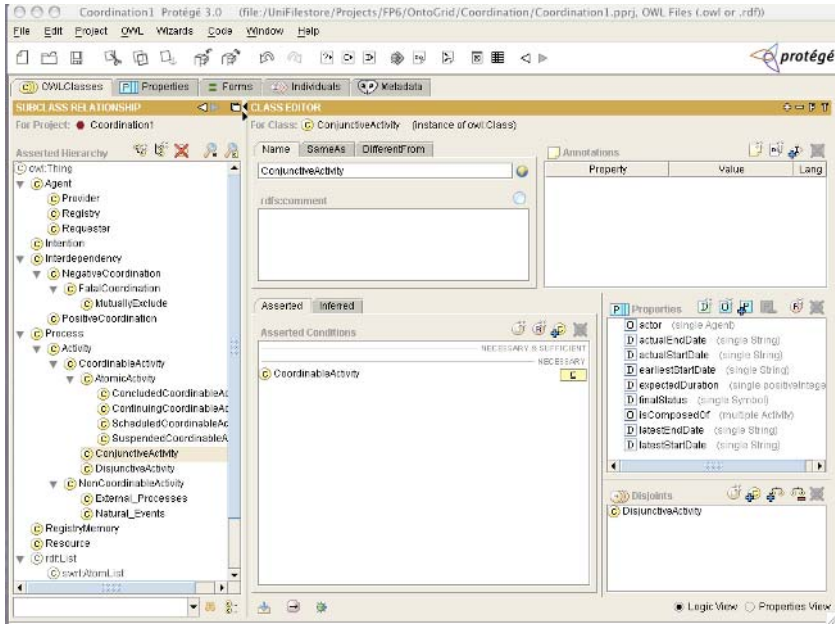 Coordination1 Protégé 3.0 (file:/UniFilestore/Projects/FP6/OntoGrid/Coordination/Coordination1.pprj, OWL Files (.owl or .rdf))
File Edit Project OWL Wizards Code Window Help
protégé
OWLClasses Properties Forms Individuals Metadata
SUBCLASS RELATIONSHIP
For Project: Coordination1
Asserted Hierarchy
owl:Thing
Agent
Provider
Registry
Requester
Intention
Interdependency
NegativeCoordination
FatalCoordination
MutuallyExclude
PositiveCoordination
Process
Activity
CoordinableActivity
AtomicActivity
ConcludedCoordinableAc
ContinuingCoordinableAc
ScheduledCoordinableAc
SuspendedCoordinableA
ConjunctiveActivity
DisjunctiveActivity
NonCoordinableActivity
External_Processes
Natural_Events
RegistryMemory
Resource
rdf:List
swrl:AtomList
CLASS EDITOR
For Class: ConjunctiveActivity (instance of owl:Class)
Name SameAs DifferentFrom
ConjunctiveActivity
rdfs:comment
Annotations
Property Value Lang
Asserted Inferred
Asserted Conditions
NECESSARY & SUFFICIENT
NECESSARY
CoordinableActivity
Properties
actor (single Agent)
actualEndDate (single String)
actualStartDate (single String)
earliestStartDate (single String)
expectedDuration (single positiveIntege
finalStatus (single Symbol)
isComposedOf (multiple Activity)
latestEndDate (single String)
latestStartDate (single String)
Disjoints
DisjunctiveActivity
Logic View Properties View